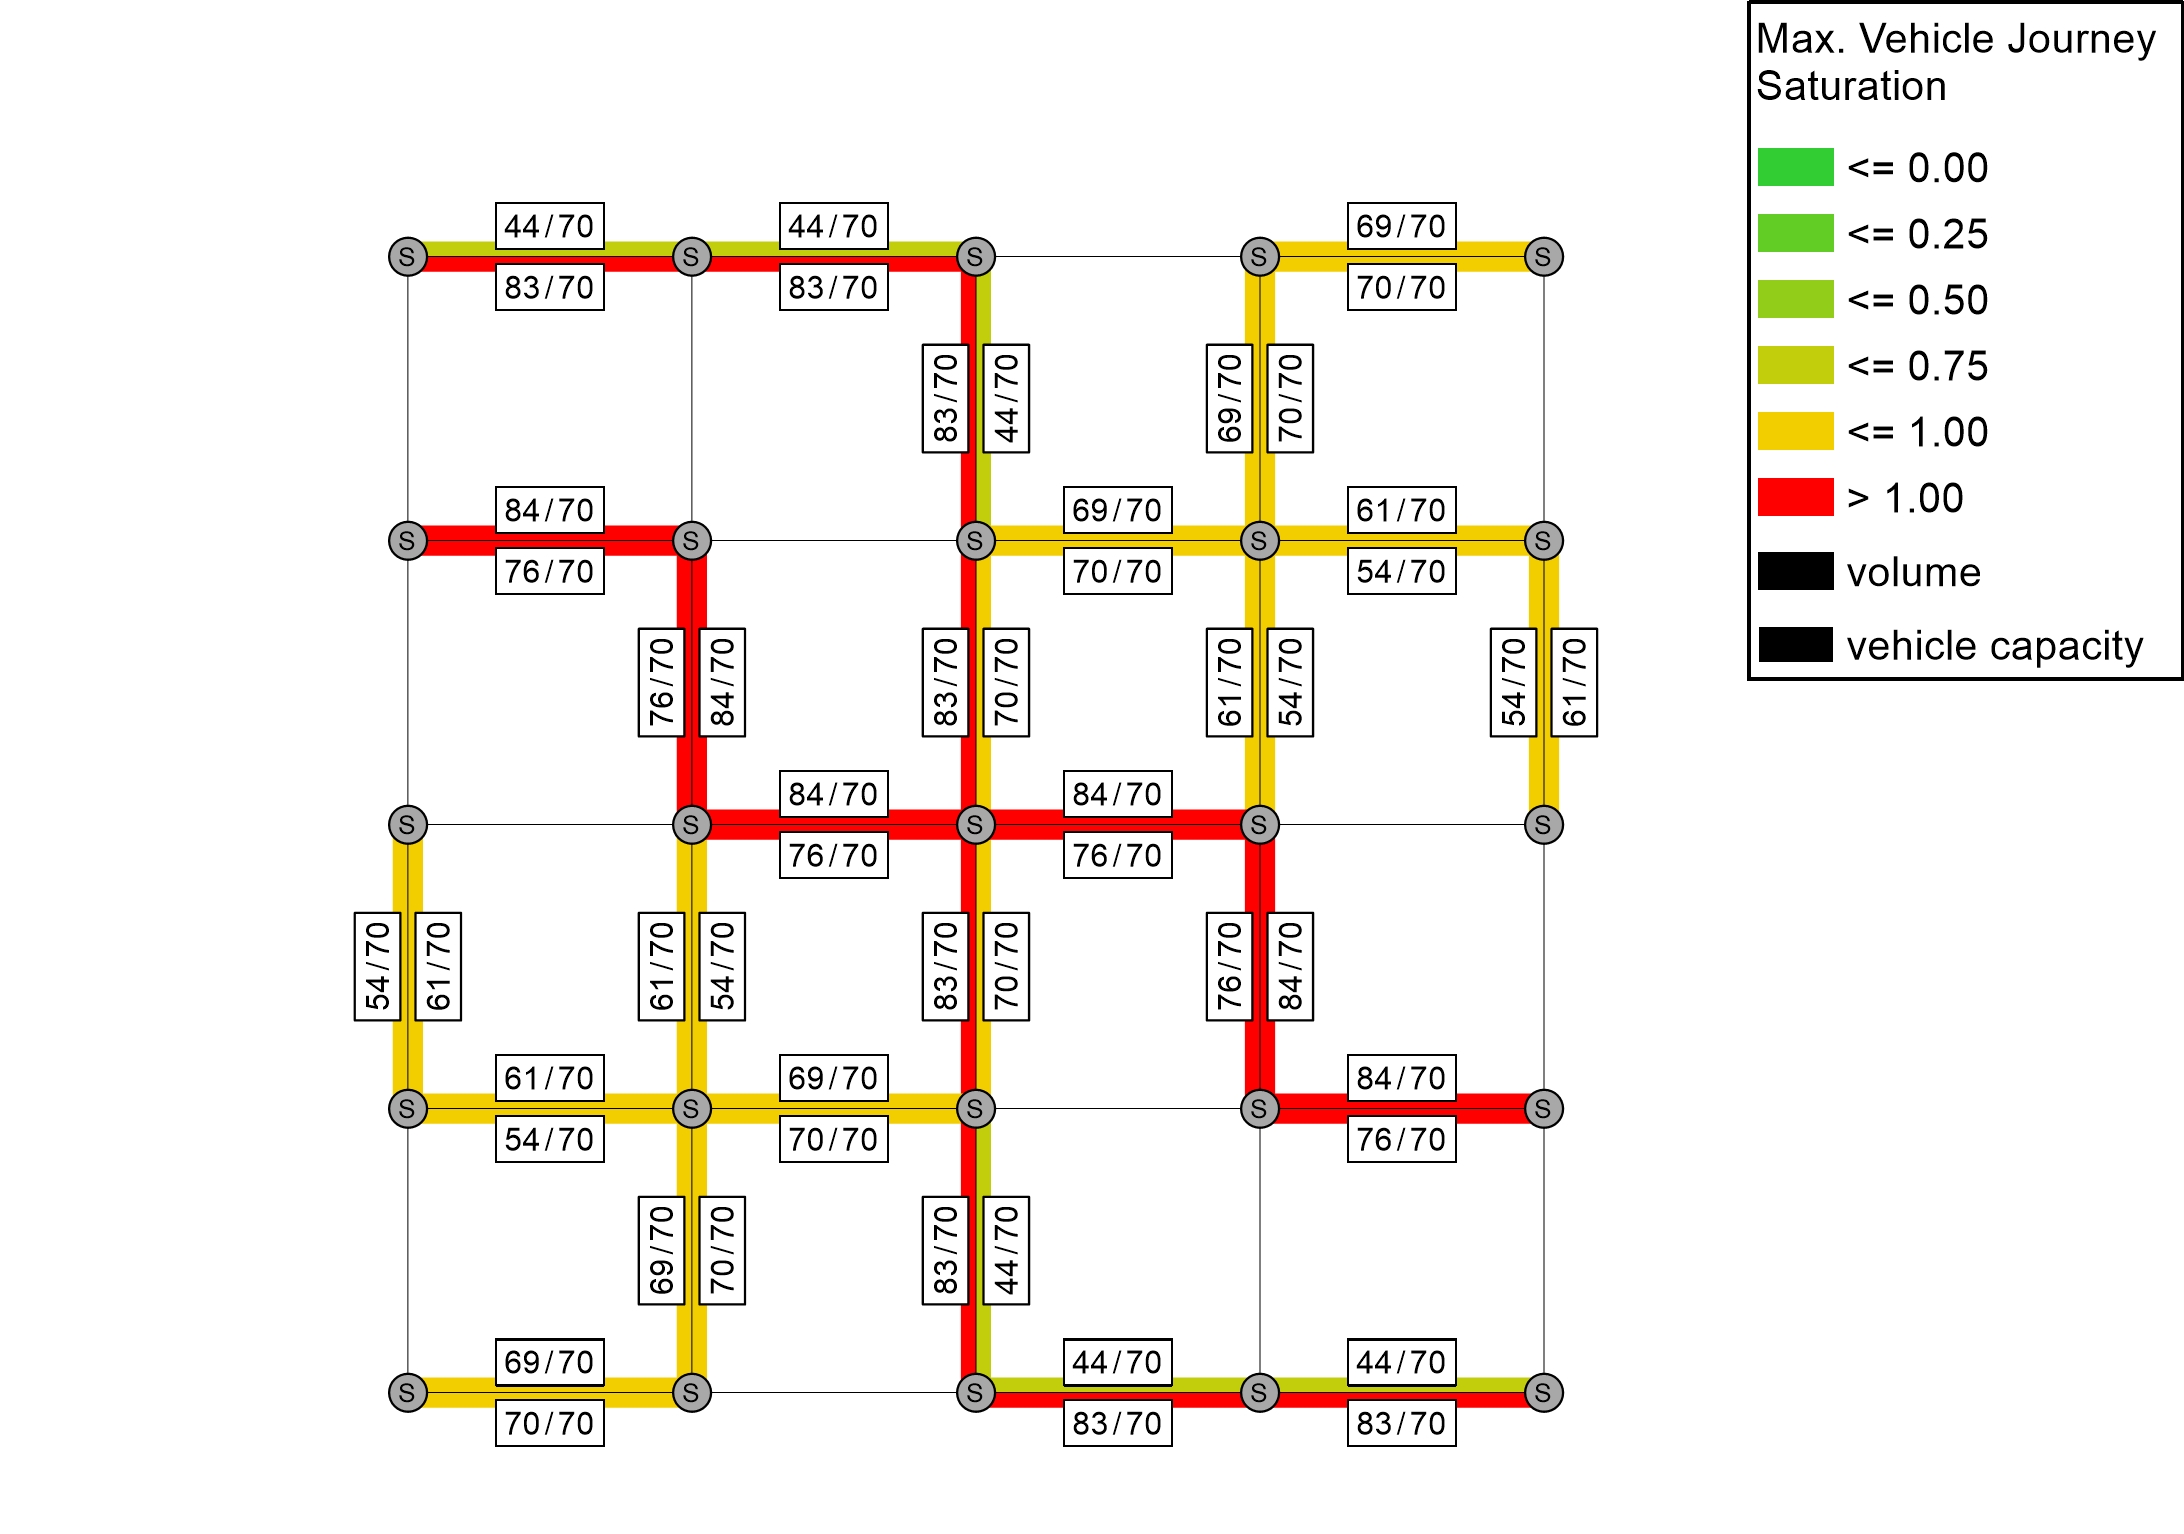 Max. Vehicle Journey
Saturation
<= 0.00
<= 0.25
<= 0.50
<= 0.75
<= 1.00
> 1.00
volume
vehicle capacity
44/70 44/70 69/70
S S S S S
83/70 83/70 70/70
83/70 44/70 69/70 70/70
84/70 69/70 61/70
S S S S S
76/70 70/70 54/70
76/70 84/70 83/70 70/70 61/70 54/70 54/70 61/70
84/70 84/70
S S S S S
76/70 76/70
54/70 61/70 61/70 54/70 83/70 70/70 76/70 84/70
61/70 69/70 84/70
S S S S S
54/70 70/70 76/70
69/70 70/70 83/70 44/70
69/70 44/70 44/70
S S S S S
70/70 83/70 83/70